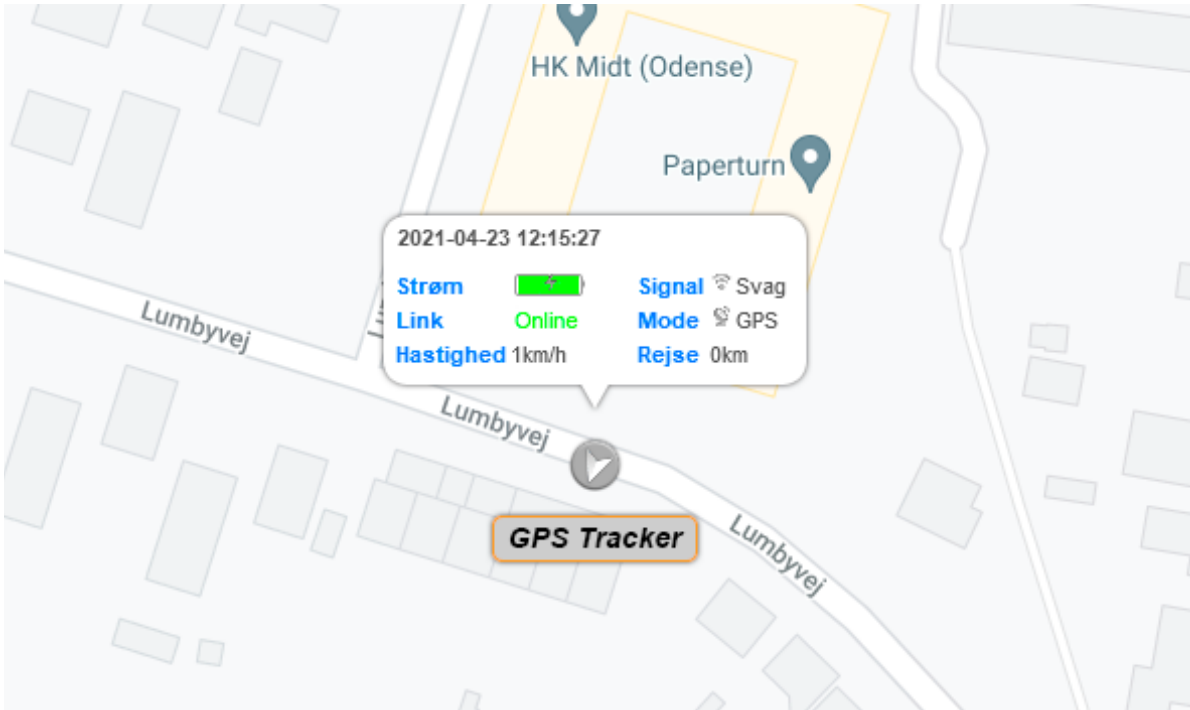 HK Midt (Odense)
Paperturn
2021-04-23 12:15:27
Strøm Signal Svag
Link Online Mode GPS
Hastighed 1km/h Rejse 0km
Lumbyvej
Lumbyvej
GPS Tracker
Lumbyvej